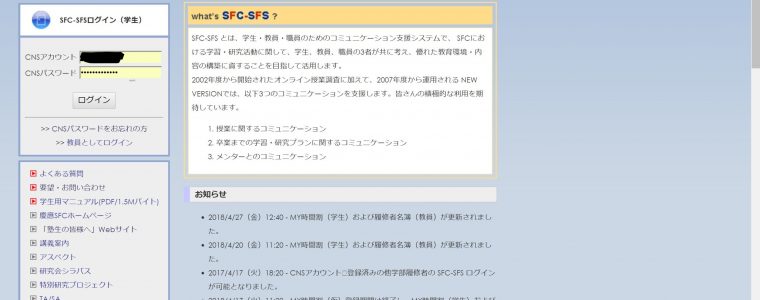 SFC-SFSログイン（学生）
CNSアカウント
CNSパスワード
ログイン
>> CNSパスワードをお忘れの方
>> 教員としてログイン
よくある質問
要望・お問い合わせ
学生用マニュアル(PDF/1.5Mバイト)
慶應SFCホームページ
「塾生の皆様へ」Webサイト
講義案内
アスペクト
研究会シラバス
特別研究プロジェクト
TA/SA
what's SFC-SFS ?
SFC-SFS とは、学生・教員・職員のためのコミュニケーション支援システムで、 SFCに
おける学習・研究活動に関して、学生、教員、職員の3者が共に考え、優れた教育環境・内
容の構築に資することを目指して活用します。
2002年度から開始されたオンライン授業調査に加えて、2007年度から運用される NEW
VERSIONでは、以下3つのコミュニケーションを支援します。皆さんの積極的な利用を期
待しています。
1. 授業に関するコミュニケーション
2. 卒業までの学習・研究プランに関するコミュニケーション
3. メンターとのコミュニケーション
お知らせ
2018/4/27（金）12:40 - MY時間割（学生）および履修者名簿（教員）が更新されまし
た。
2018/4/20（金）11:20 - MY時間割（学生）および履修者名簿（教員）が更新されまし
た。
2017/4/17（火）18:20 - CNSアカウント□登録済みの他学部履修者の SFC-SFS ログイン
が可能となりました。